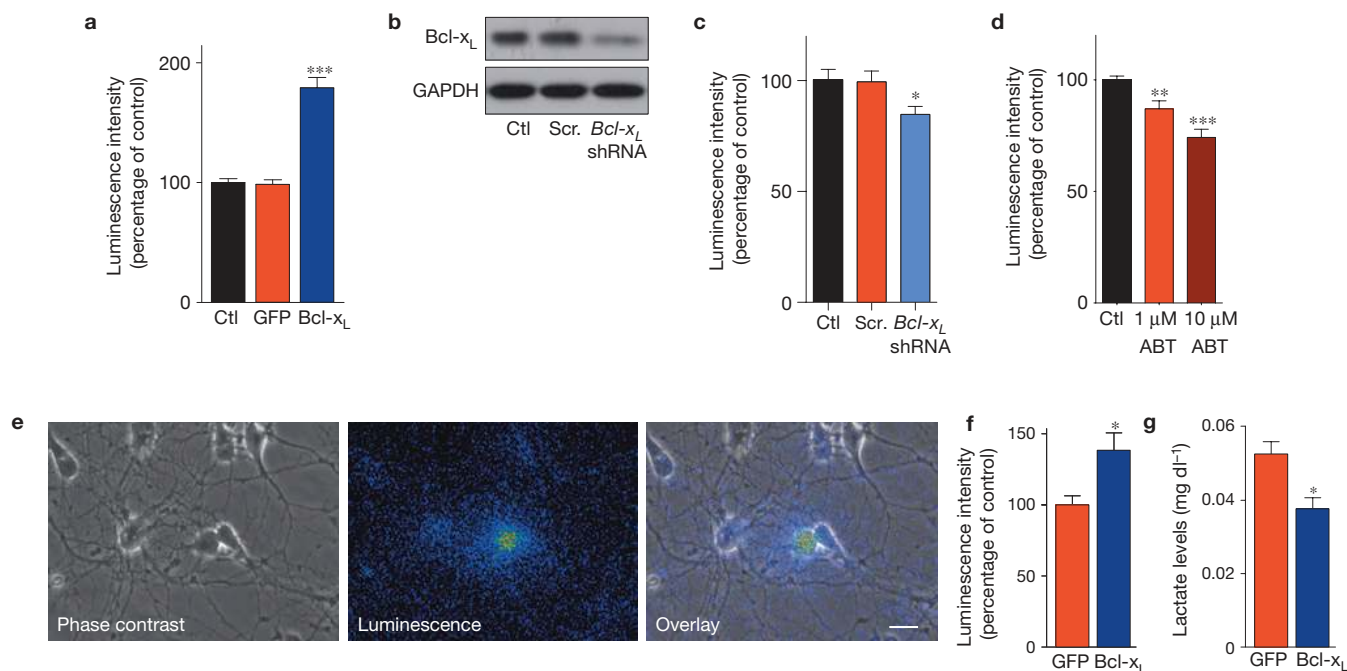 a
Luminescence intensity
(percentage of control)
200
100
0
***
Ctl GFP Bcl-xL
b
Bcl-xL
GAPDH
Ctl Scr. Bcl-xL
shRNA
c
Luminescence intensity
(percentage of control)
100
50
0
*
Ctl Scr. Bcl-xL
shRNA
d
Luminescence intensity
(percentage of control)
100
50
0
**
***
Ctl 1 μM 10 μM
ABT ABT
e
Phase contrast
Luminescence
Overlay
f
Luminescence intensity
(percentage of control)
150
100
50
0
*
GFP Bcl-xL
g
Lactate levels (mg dl⁻¹)
0.06
0.04
0.02
0
*
GFP Bcl-xL